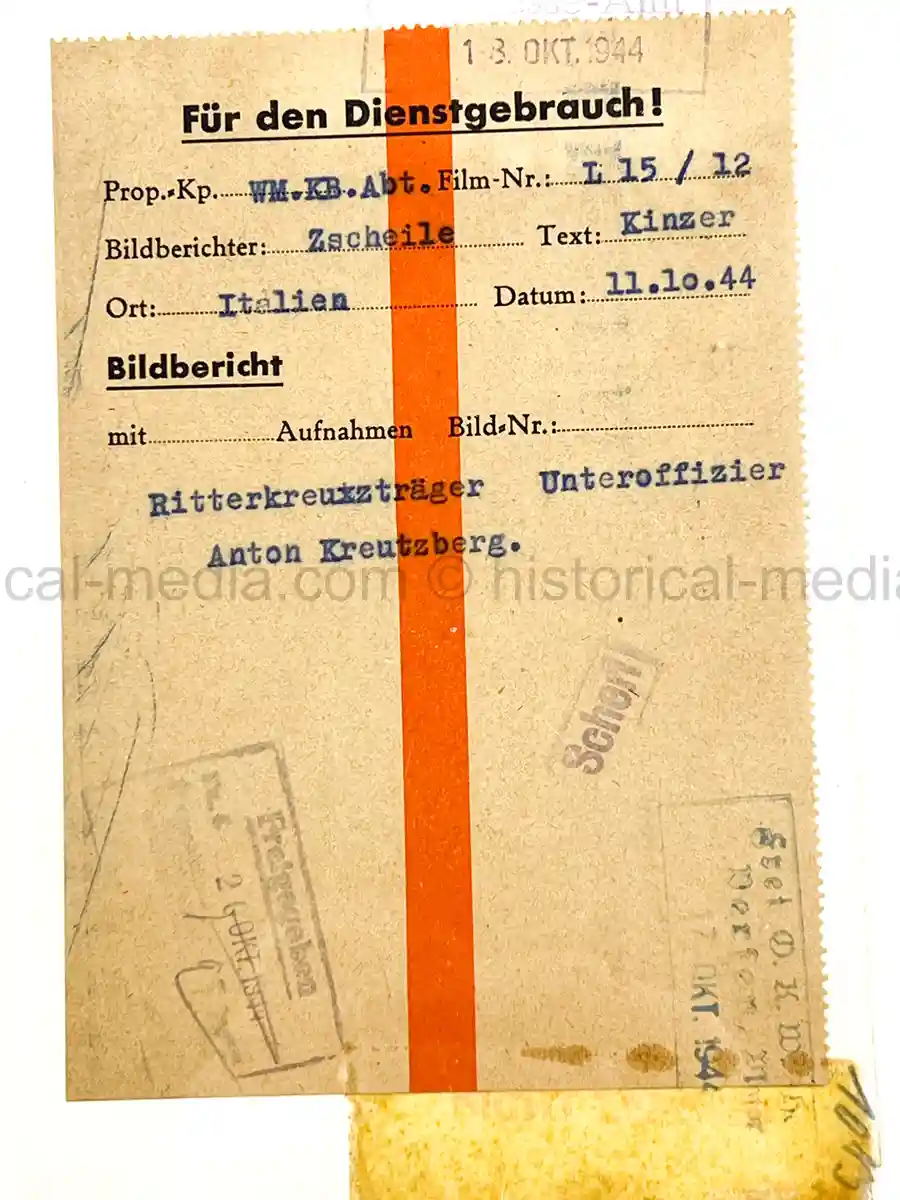 18. OKT. 1944
Für den Dienstgebrauch!
Prop.-Kp. WM.KB.Abt. Film-Nr.: L 15 / 12
Bildberichter: Zscheile Text: Kinzer
Ort: Italien Datum: 11.10.44
Bildbericht
mit Aufnahmen Bild-Nr.:
Ritterkreuxzträger Unteroffizier
Anton Kreutzberg.
cal-media.com © historical-media
Schon
Freigegeben
OKT. 194